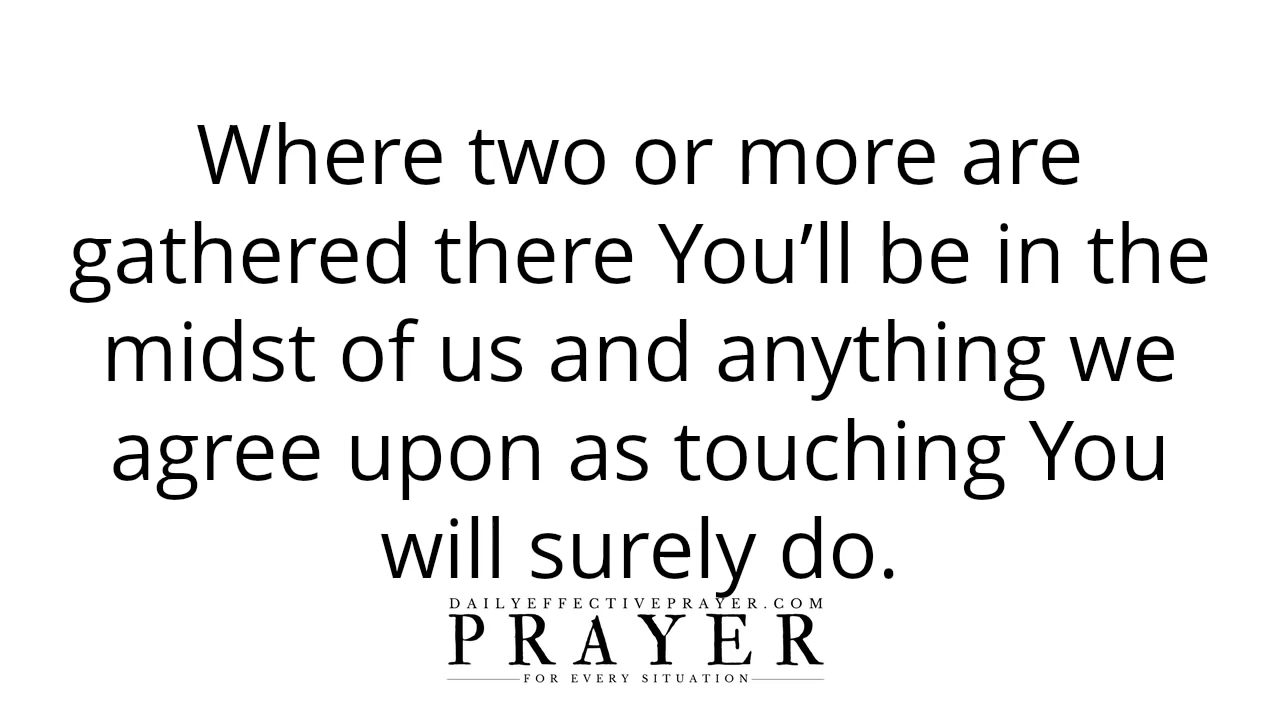 Where two or more are
gathered there You’ll be in the
midst of us and anything we
agree upon as touching You
will surely do.
DAILYEFFECTIVEPRAYER.COM
PRAYER
FOR EVERY SITUATION